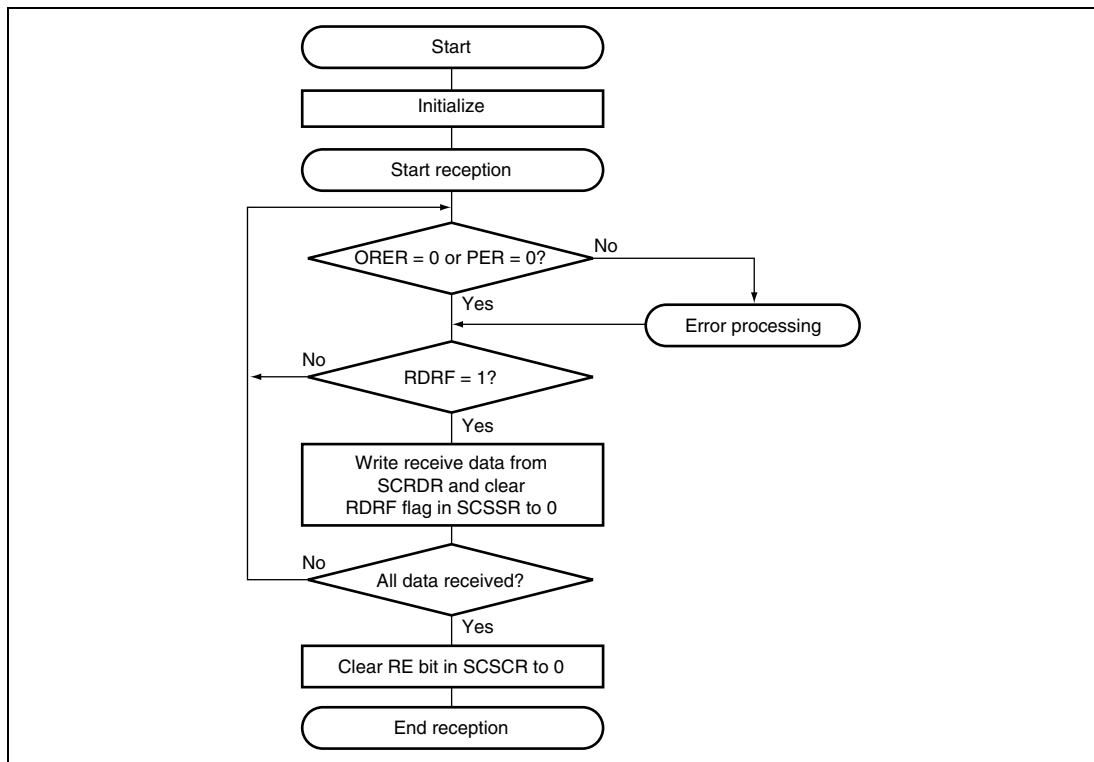 Start
Initialize
Start reception
ORER = 0 or PER = 0?
No
Yes
Error processing
No
RDRF = 1?
Yes
Write receive data from
SCRDR and clear
RDRF flag in SCSSR to 0
No
All data received?
Yes
Clear RE bit in SCSCR to 0
End reception